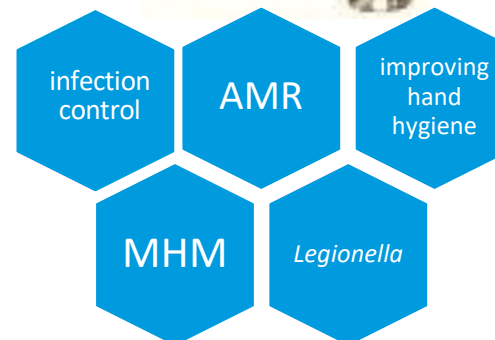 infection
control
AMR
improving
hand
hygiene
MHM
Legionella